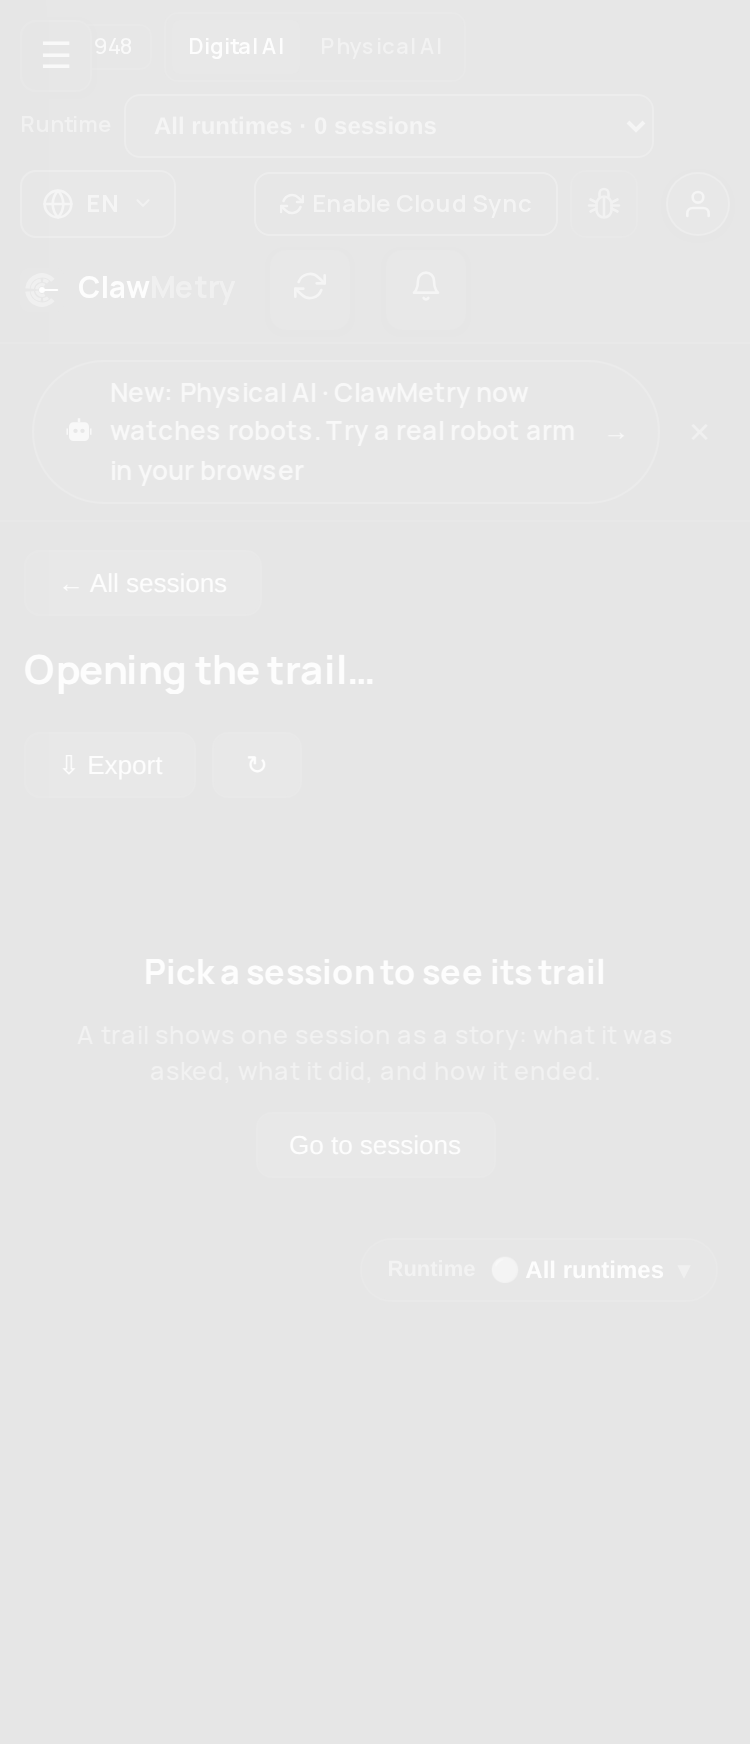 948
Digital AI
Physical AI
Runtime
All runtimes · 0 sessions
EN
Enable Cloud Sync
ClawMetry
New: Physical AI · ClawMetry now
watches robots. Try a real robot arm →
in your browser
← All sessions
Opening the trail…
⇩ Export
↻
Pick a session to see its trail
A trail shows one session as a story: what it was
asked, what it did, and how it ended.
Go to sessions
Runtime All runtimes ▾